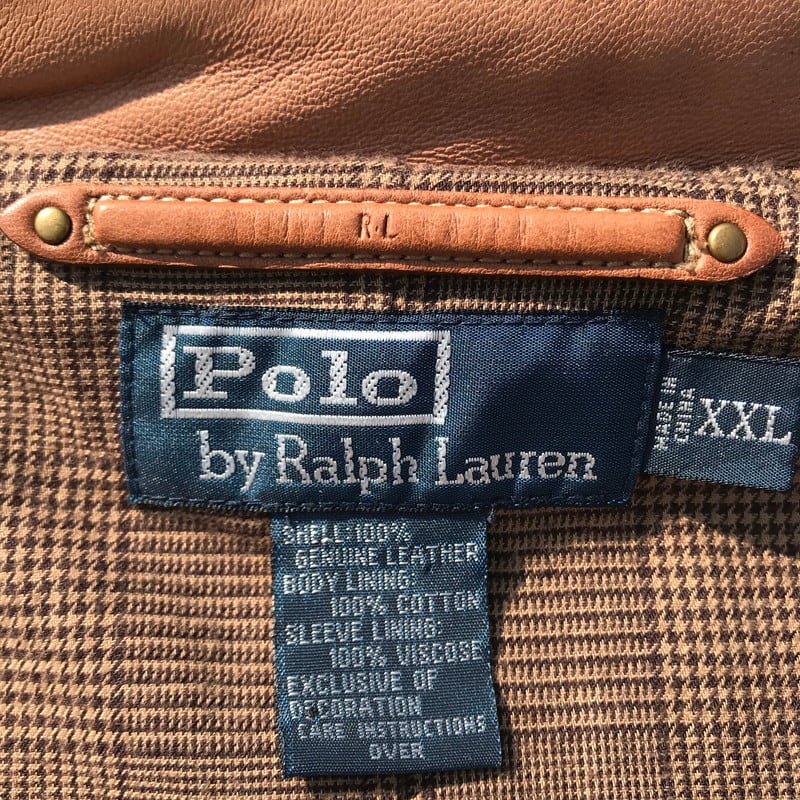 R·L
Polo
by Ralph Lauren
MADE IN
CHINA
XXL
SHELL: 100%
GENUINE LEATHER
BODY LINING:
100% COTTON
SLEEVE LINING:
100% VISCOSE
EXCLUSIVE OF
DECORATION
CARE INSTRUCTIONS
OVER